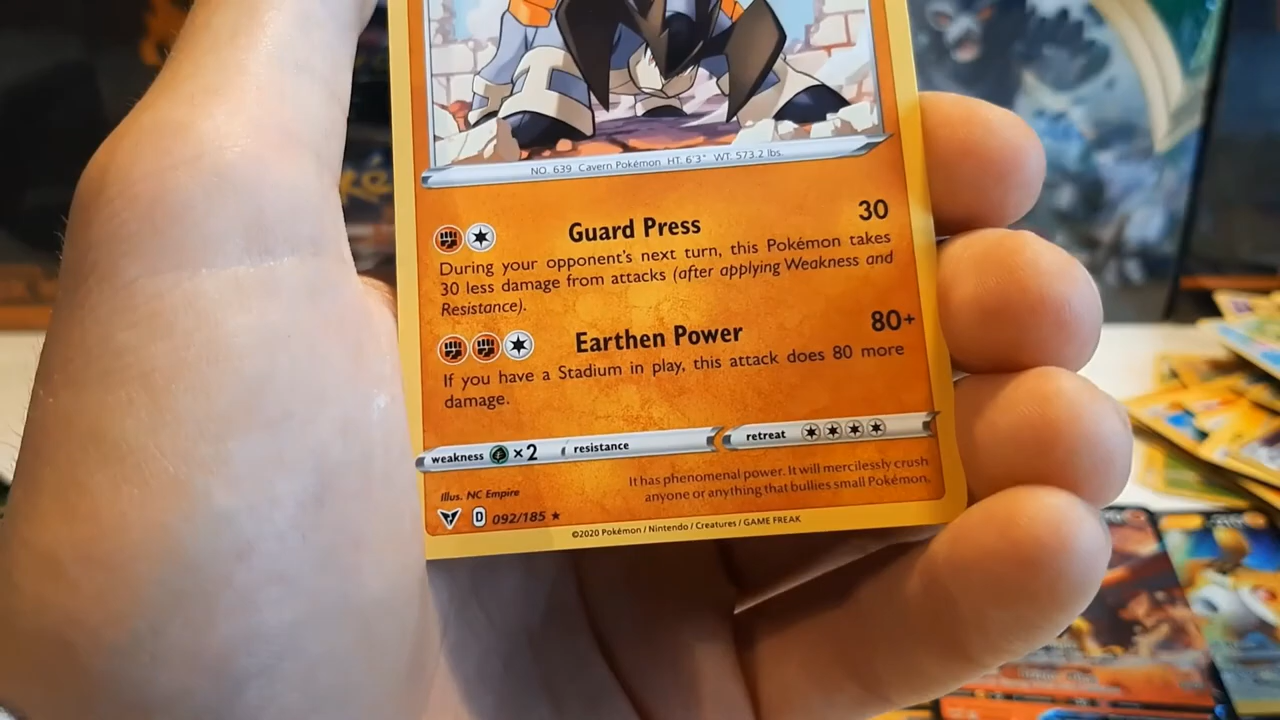 NO. 639 Cavern Pokémon HT. 6'3" WT. 573.2 lbs.
Guard Press 30
During your opponent's next turn, this Pokémon takes
30 less damage from attacks (after applying Weakness and
Resistance).
Earthen Power 80+
If you have a Stadium in play, this attack does 80 more
damage.
weakness ×2 resistance retreat
It has phenomenal power. It will mercilessly crush
anyone or anything that bullies small Pokémon.
Illus. NC Empire
D 092/185 ★
©2020 Pokémon / Nintendo / Creatures / GAME FREAK